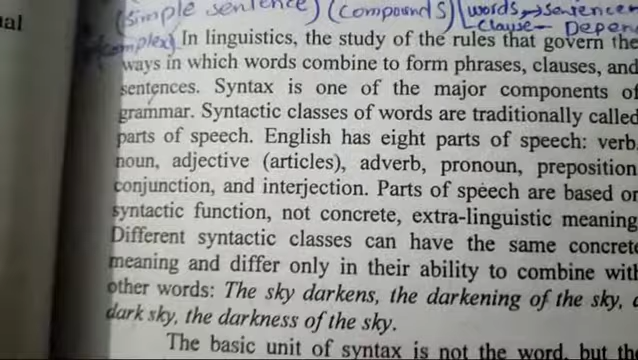 ual
(simple sentence) (compounds) (words → sentence
clause – Depen
(complex) In linguistics, the study of the rules that govern the
ways in which words combine to form phrases, clauses, and
sentences. Syntax is one of the major components of
grammar. Syntactic classes of words are traditionally called
parts of speech. English has eight parts of speech: verb
noun, adjective (articles), adverb, pronoun, preposition
conjunction, and interjection. Parts of speech are based on
syntactic function, not concrete, extra-linguistic meaning
Different syntactic classes can have the same concrete
meaning and differ only in their ability to combine with
other words: The sky darkens, the darkening of the sky,
dark sky, the darkness of the sky.
The basic unit of syntax is not the word, but the